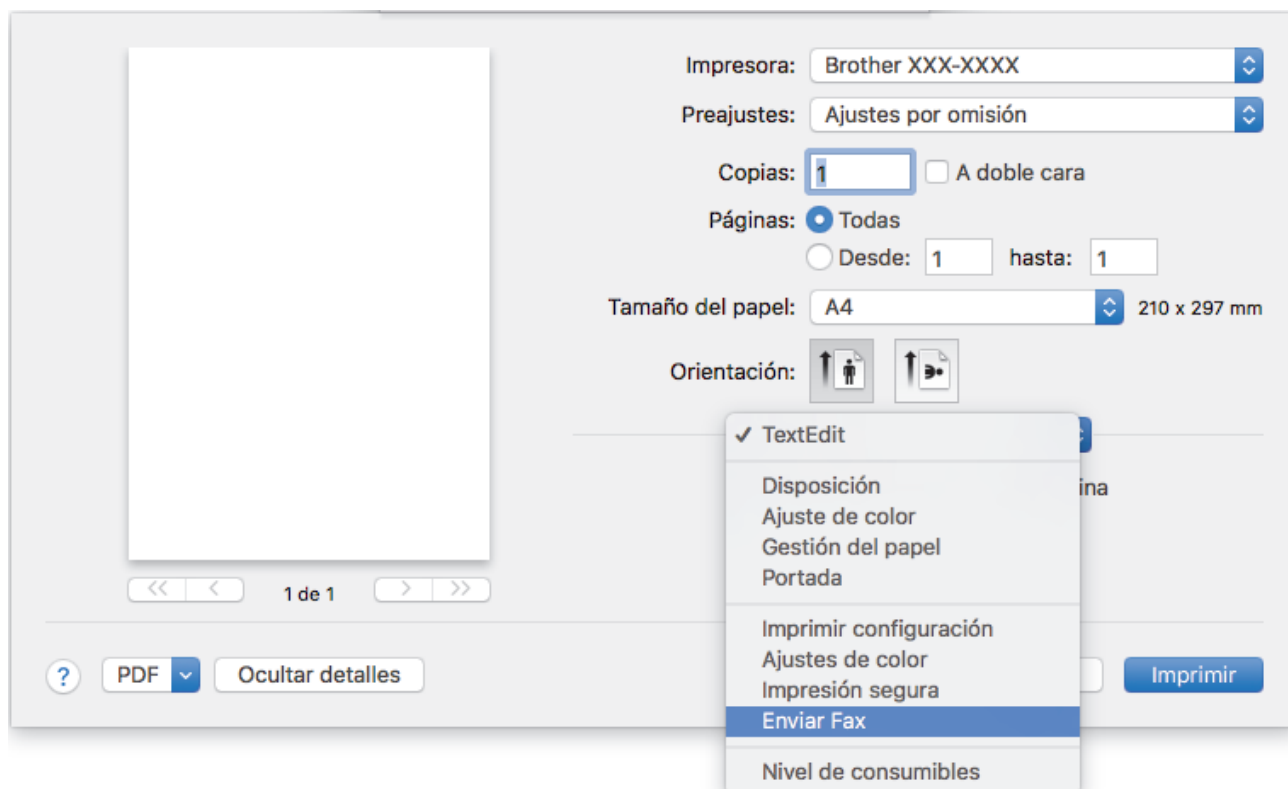 Impresora: Brother XXX-XXXX
Preajustes: Ajustes por omisión
Copias: 1 A doble cara
Páginas: Todas
Desde: 1 hasta: 1
Tamaño del papel: A4 210 x 297 mm
Orientación:
✓ TextEdit
Disposición
Ajuste de color
Gestión del papel
Portada
Imprimir configuración
Ajustes de color
Impresión segura
Enviar Fax
Nivel de consumibles
1 de 1
? PDF Ocultar detalles Imprimir